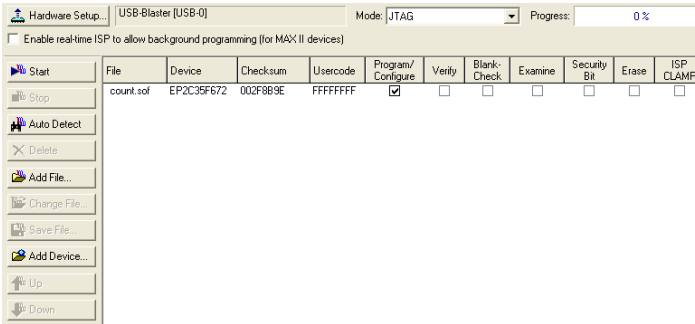 Hardware Setup... USB-Blaster [USB-0] Mode: JTAG Progress: 0 %
Enable real-time ISP to allow background programming (for MAX II devices)
Start
Stop
Auto Detect
Delete
Add File...
Change File...
Save File...
Add Device...
Up
Down
File Device Checksum Usercode Program/ Configure Verify Blank- Check Examine Security Bit Erase ISP CLAMP
count.sof EP2C35F672 002F8B9E FFFFFFFF